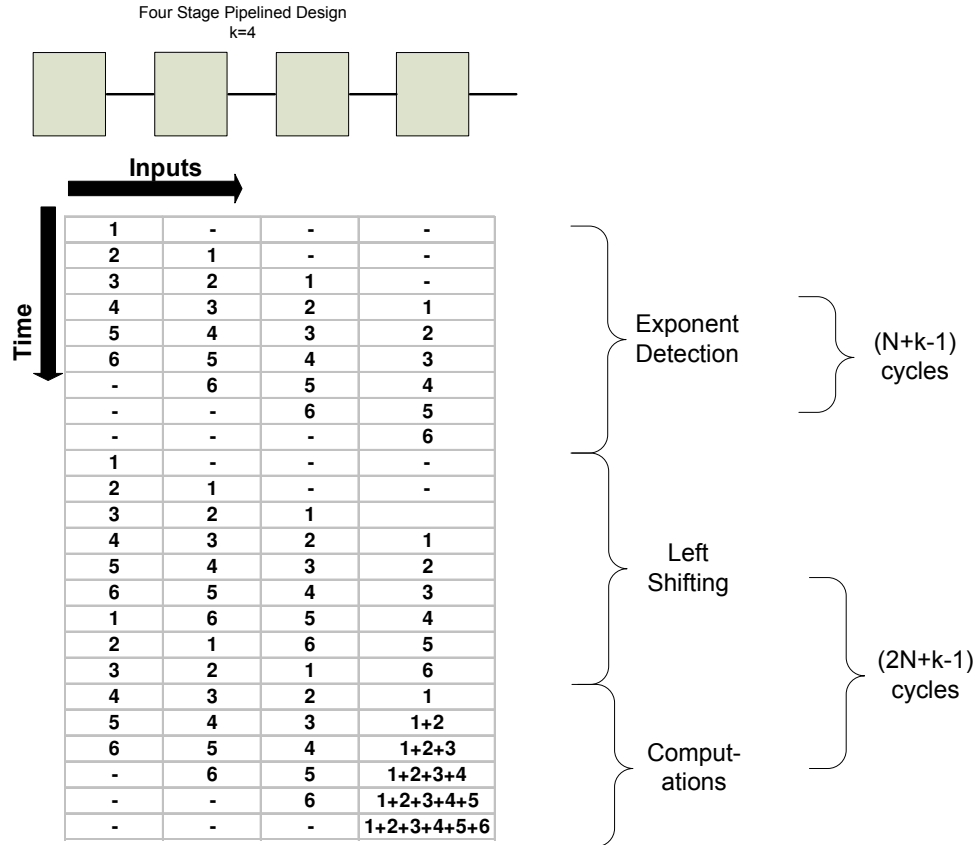 Four Stage Pipelined Design
k=4
Inputs
Time
1 - - -
2 1 - -
3 2 1 -
4 3 2 1
5 4 3 2
6 5 4 3
- 6 5 4
- - 6 5
- - - 6
1 - - -
2 1 - -
3 2 1
4 3 2 1
5 4 3 2
6 5 4 3
1 6 5 4
2 1 6 5
3 2 1 6
4 3 2 1
5 4 3 1+2
6 5 4 1+2+3
- 6 5 1+2+3+4
- - 6 1+2+3+4+5
- - - 1+2+3+4+5+6
Exponent
Detection
(N+k-1)
cycles
Left
Shifting
(2N+k-1)
cycles
Comput-
ations